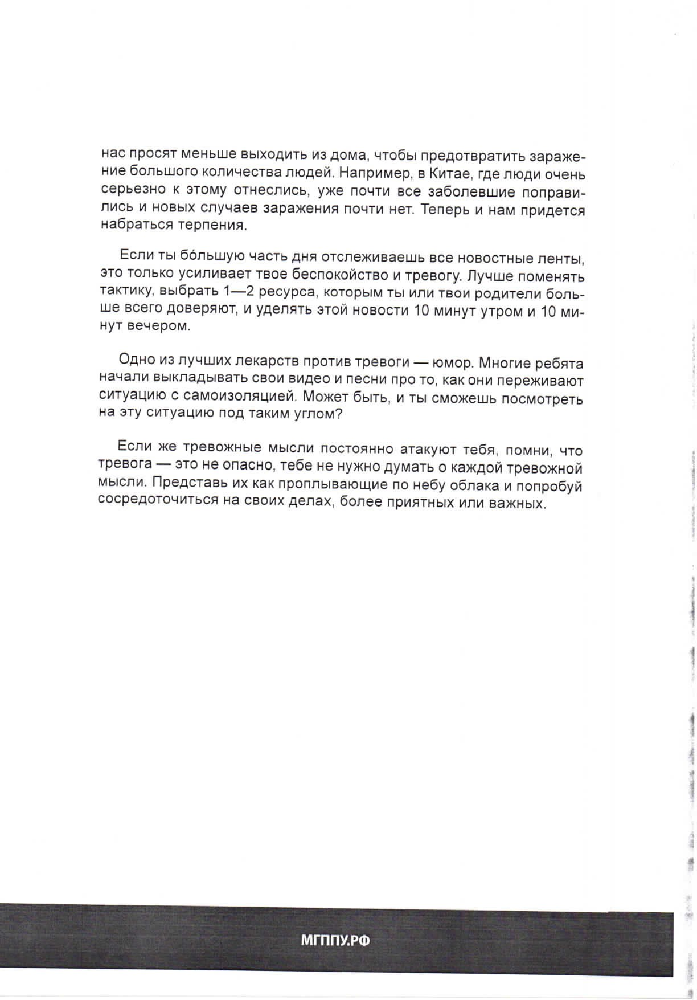 нас просят меньше выходить из дома, чтобы предотвратить зараже-
ние большого количества людей. Например, в Китае, где люди очень
серьезно к этому отнеслись, уже почти все заболевшие поправи-
лись и новых случаев заражения почти нет. Теперь и нам придется
набраться терпения.
Если ты бо́льшую часть дня отслеживаешь все новостные ленты,
это только усиливает твое беспокойство и тревогу. Лучше поменять
тактику, выбрать 1—2 ресурса, которым ты или твои родители боль-
ше всего доверяют, и уделять этой новости 10 минут утром и 10 ми-
нут вечером.
Одно из лучших лекарств против тревоги — юмор. Многие ребята
начали выкладывать свои видео и песни про то, как они переживают
ситуацию с самоизоляцией. Может быть, и ты сможешь посмотреть
на эту ситуацию под таким углом?
Если же тревожные мысли постоянно атакуют тебя, помни, что
тревога — это не опасно, тебе не нужно думать о каждой тревожной
мысли. Представь их как проплывающие по небу облака и попробуй
сосредоточиться на своих делах, более приятных или важных.
МГППУ.РФ